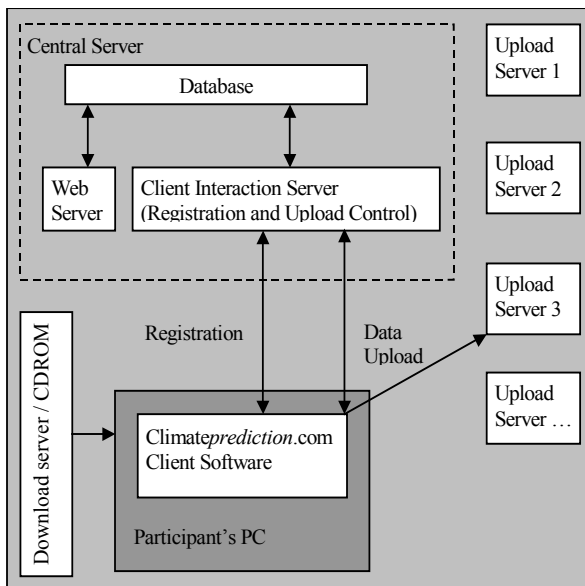 Central Server
Database
Web
Server
Client Interaction Server
(Registration and Upload Control)
Upload
Server 1
Upload
Server 2
Upload
Server 3
Upload
Server …
Registration
Data
Upload
Download server / CDROM
Climateprediction.com
Client Software
Participant's PC